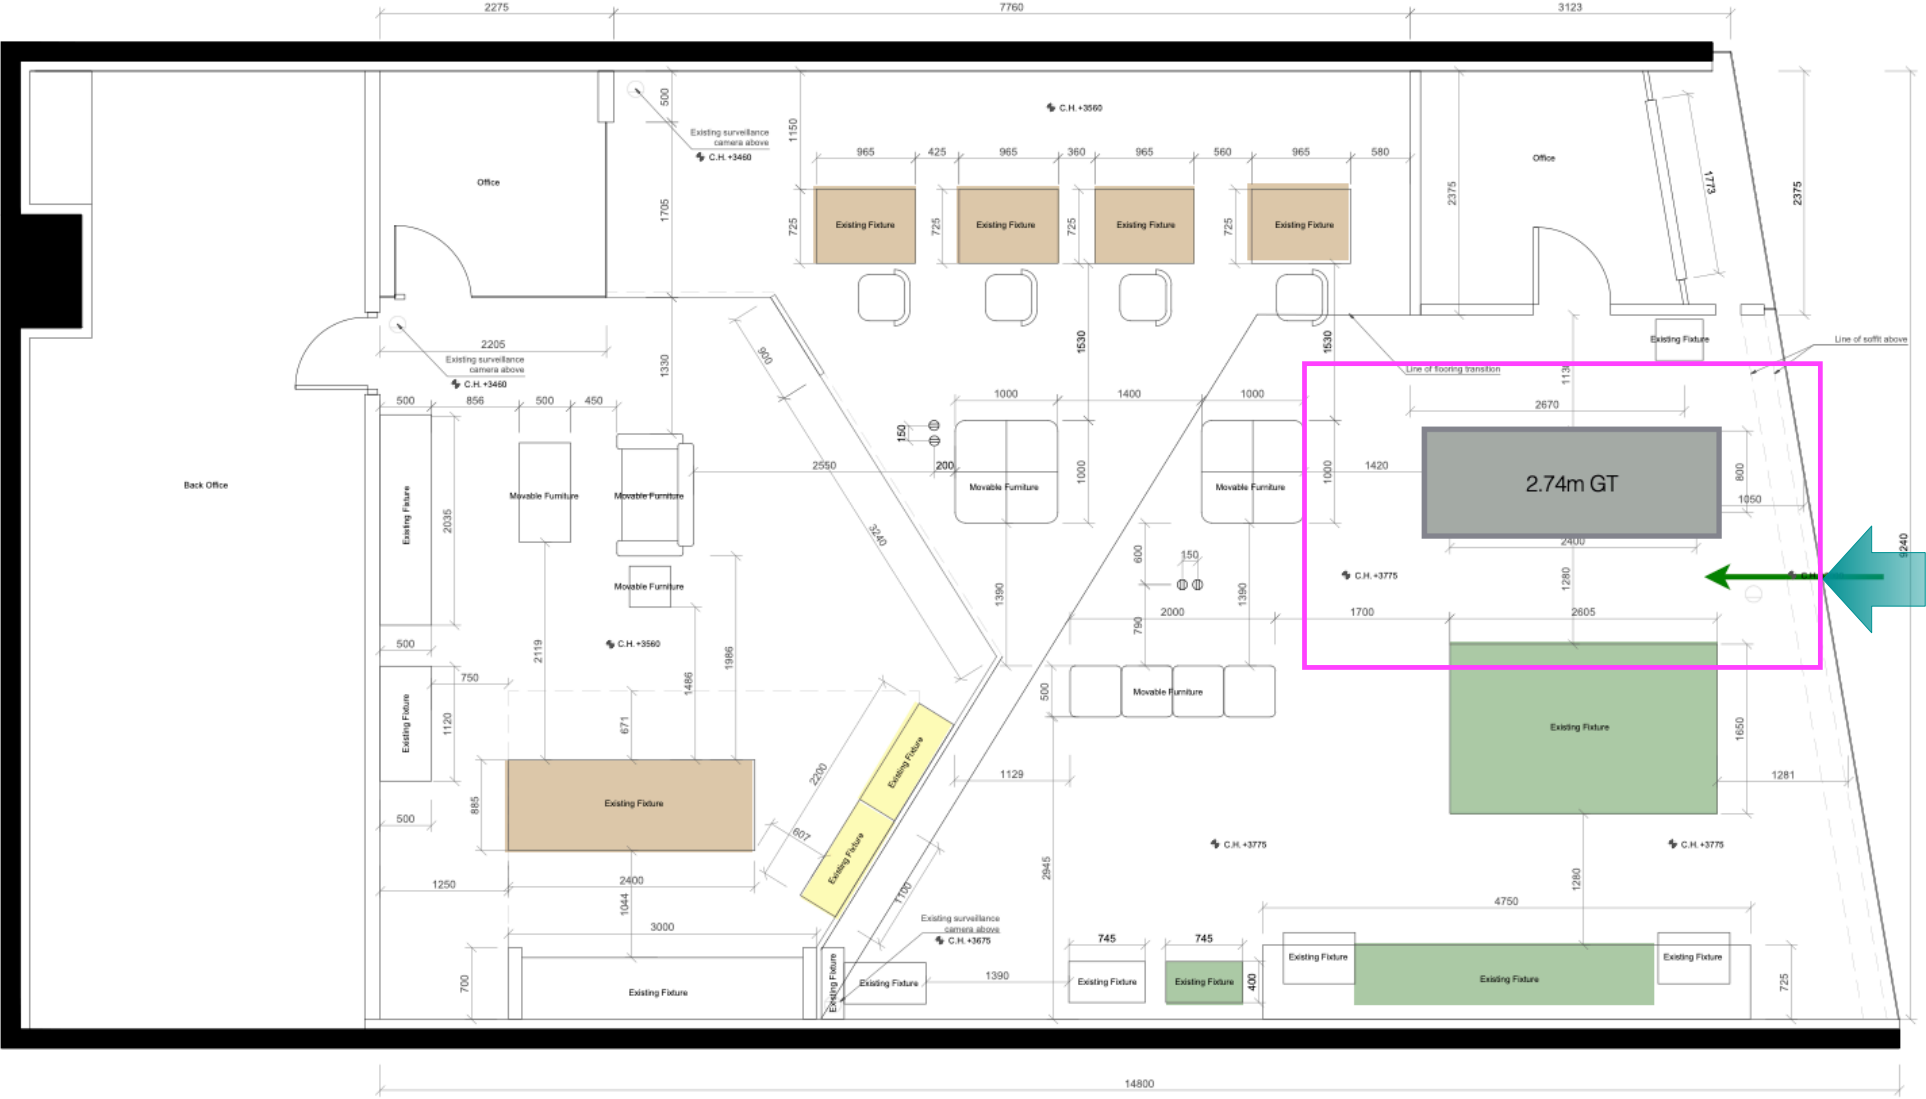 2275
7760
3123
500
Existing surveillance
camera above
C.H. +3460
1150
C.H. +3560
965
425
965
360
965
560
965
580
Office
Office
1773
2375
2375
1705
725
Existing Fixture
725
Existing Fixture
725
Existing Fixture
725
Existing Fixture
2205
Existing surveillance
camera above
C.H. +3460
1330
900
1530
1530
Existing Fixture
Line of soffit above
Line of flooring transition
500
856
500
450
1000
1400
1000
2670
150
2550
200
1000
1000
1420
2.74m GT
800
1050
Back Office
Existing Fixture
2035
Movable Furniture
Movable Furniture
Movable Furniture
Movable Furniture
3240
2400
9240
600
150
1280
C.H. +3775
Movable Furniture
1390
1390
2000
790
1700
2605
500
2119
C.H. +3560
1986
1486
750
Existing Fixture
1120
671
500
Movable Furniture
Existing Fixture
1650
2200
Existing Fixture
1129
1281
500
885
Existing Fixture
607
Existing Fixture
C.H. +3775
C.H. +3775
2945
1280
1250
2400
1044
1100
4750
3000
Existing surveillance
camera above
C.H. +3675
745
745
700
Existing Fixture
Existing Fixture
Existing Fixture
1390
Existing Fixture
Existing Fixture
400
Existing Fixture
Existing Fixture
Existing Fixture
725
14800